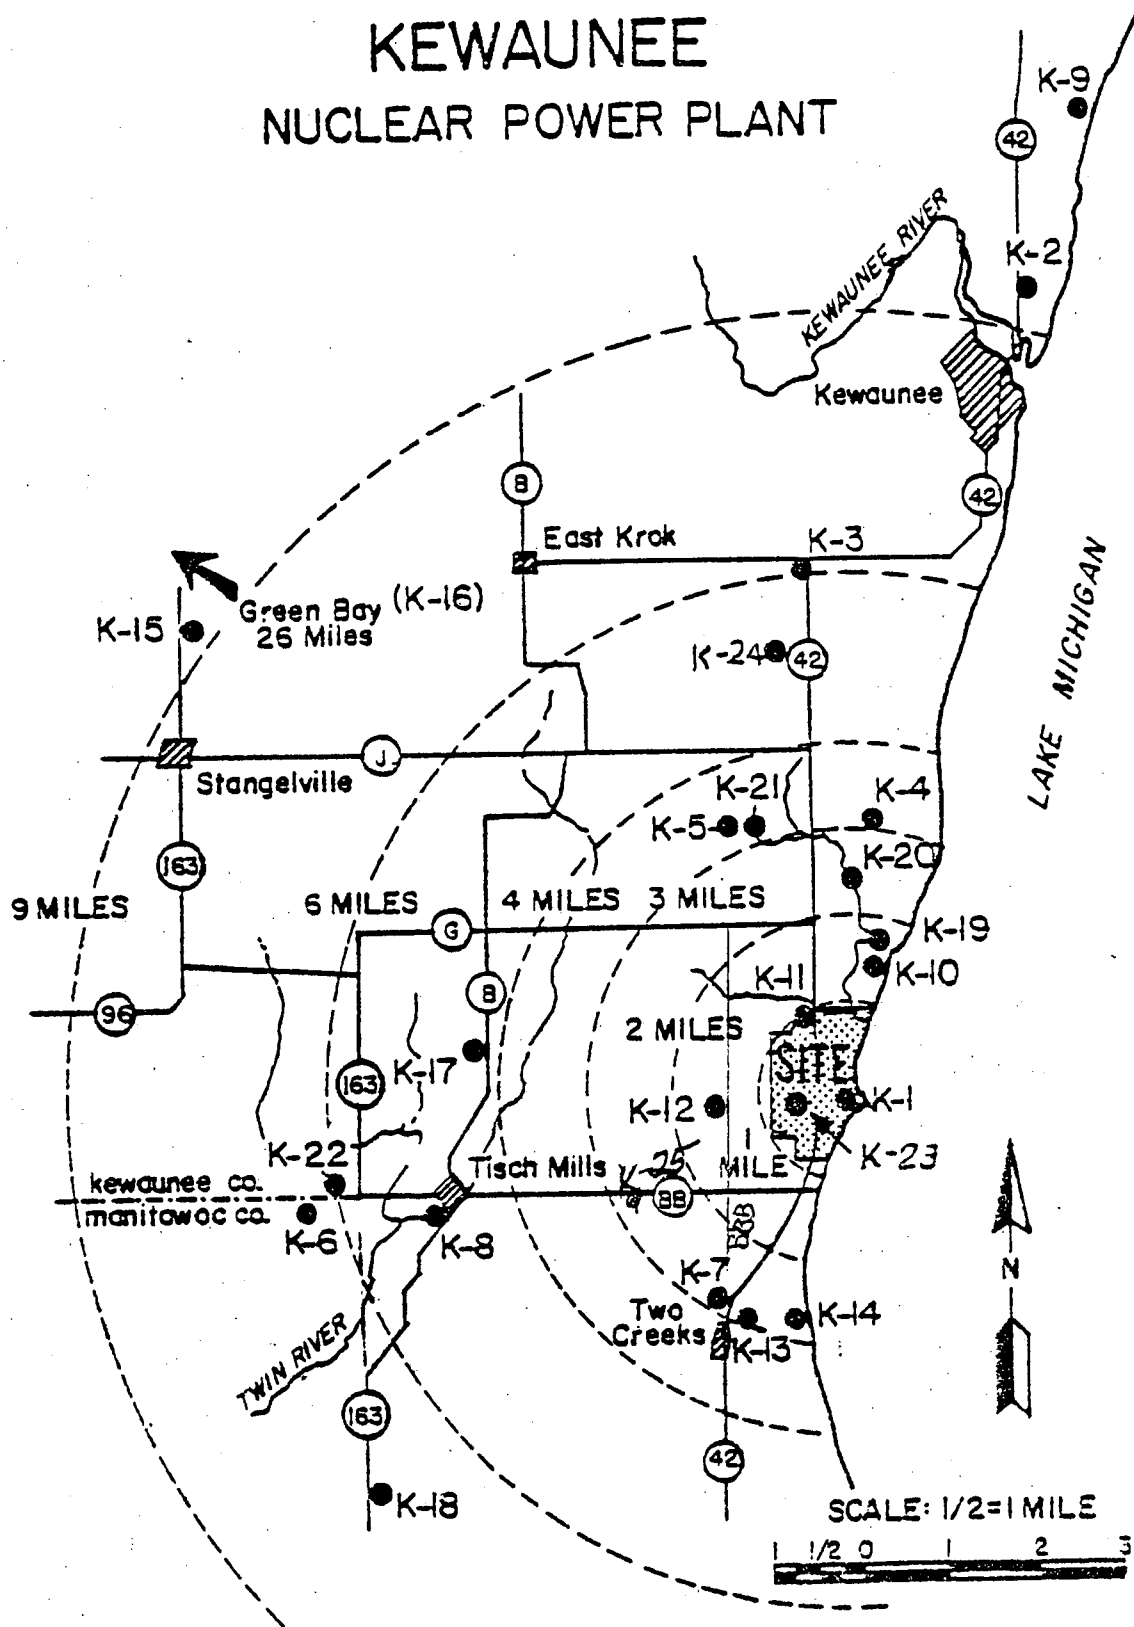 KEWAUNEE
NUCLEAR POWER PLANT
K-9
42
KEWAUNEE RIVER
K-2
Kewaunee
B
42
East Krok
K-3
LAKE MICHIGAN
Green Bay (K-16)
26 Miles
K-15
K-24
42
J
Stangelville
K-21
K-4
K-5
K-20
163
9 MILES
6 MILES
4 MILES
3 MILES
G
K-19
K-11
K-10
B
96
2 MILES
SITE
K-17
163
K-12
K-1
1 MILE
K-23
K-22
Tisch Mills
K-25
kewaunee co.
manitowoc co.
BB
BBB
K-6
K-8
N
K-7
Two
Creeks
K-14
K-13
TWIN RIVER
163
42
K-18
SCALE: 1/2=1 MILE
1 1/2 0 1 2 3